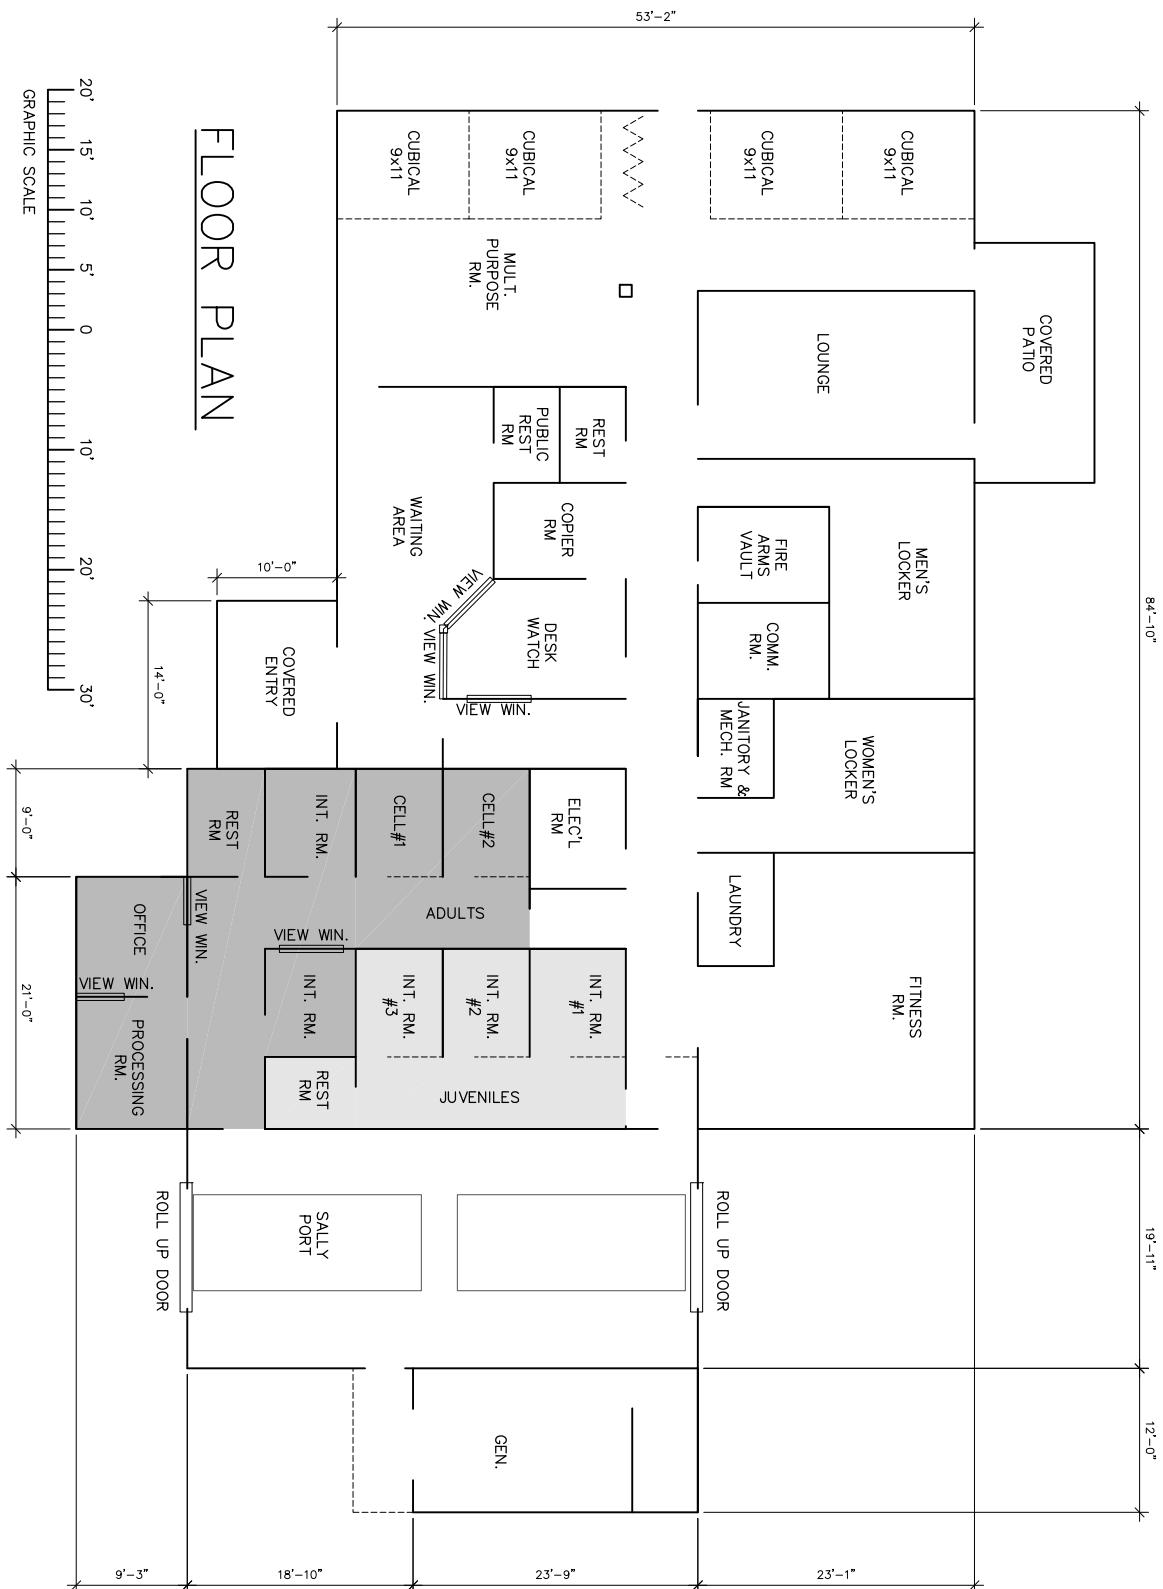 53'-2"
20'
15'
10'
5'
0
10'
20'
30'
GRAPHIC SCALE
FLOOR PLAN
CUBICAL
9x11
CUBICAL
9x11
CUBICAL
9x11
CUBICAL
9x11
MULT.
PURPOSE
RM.
LOUNGE
COVERED
PATIO
PUBLIC
REST
RM
REST
RM
WAITING
AREA
COPIER
RM
FIRE
ARMS
VAULT
MEN'S
LOCKER
84'-10"
10'-0"
14'-0"
VIEW WIN.
VIEW WIN.
DESK
WATCH
VIEW WIN.
COMM.
RM.
COVERED
ENTRY
JANITORY &
MECH. RM
WOMEN'S
LOCKER
9'-0"
REST
RM
INT. RM.
CELL#1
CELL#2
ELEC'L
RM
OFFICE
VIEW WIN.
VIEW WIN.
ADULTS
LAUNDRY
21'-0"
VIEW WIN.
INT. RM.
INT. RM.
#3
INT. RM.
#2
INT. RM.
#1
FITNESS
RM.
PROCESSING
RM.
REST
RM
JUVENILES
ROLL UP DOOR
SALLY
PORT
ROLL UP DOOR
19'-11"
GEN.
12'-0"
9'-3"
18'-10"
23'-9"
23'-1"